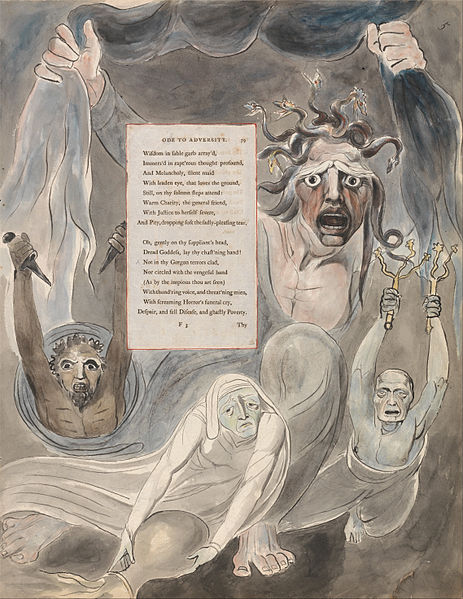 5
ODE TO ADVERSITY. 79
Wiſdom in ſable garb array'd,
Immers'd in rapt'rous thought profound,
And Melancholy, ſilent maid
With leaden eye, that loves the ground,
Still, on thy ſolemn ſteps attend:
Warm Charity, the general friend,
With Juſtice to herſelf ſevere,
And Pity, dropping ſoft the ſadly-pleaſing tear.
Oh, gently on thy ſuppliant's head,
Dread Goddeſs, lay thy chaſt'ning hand!
Not in thy Gorgon terrors clad,
Nor circled with the vengeful band
(As by the impious thou art ſeen)
With thund'ring voice, and threat'ning mien,
With ſcreaming Horror's funeral cry,
Deſpair, and fell Diſeaſe, and ghaſtly Poverty.
F 3 Thy